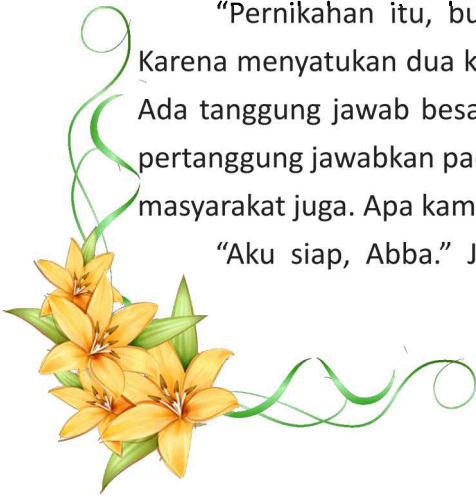 “Pernikahan itu, bu
Karena menyatukan dua k
Ada tanggung jawab besa
pertanggung jawabkan pa
masyarakat juga. Apa kam
“Aku siap, Abba.” J